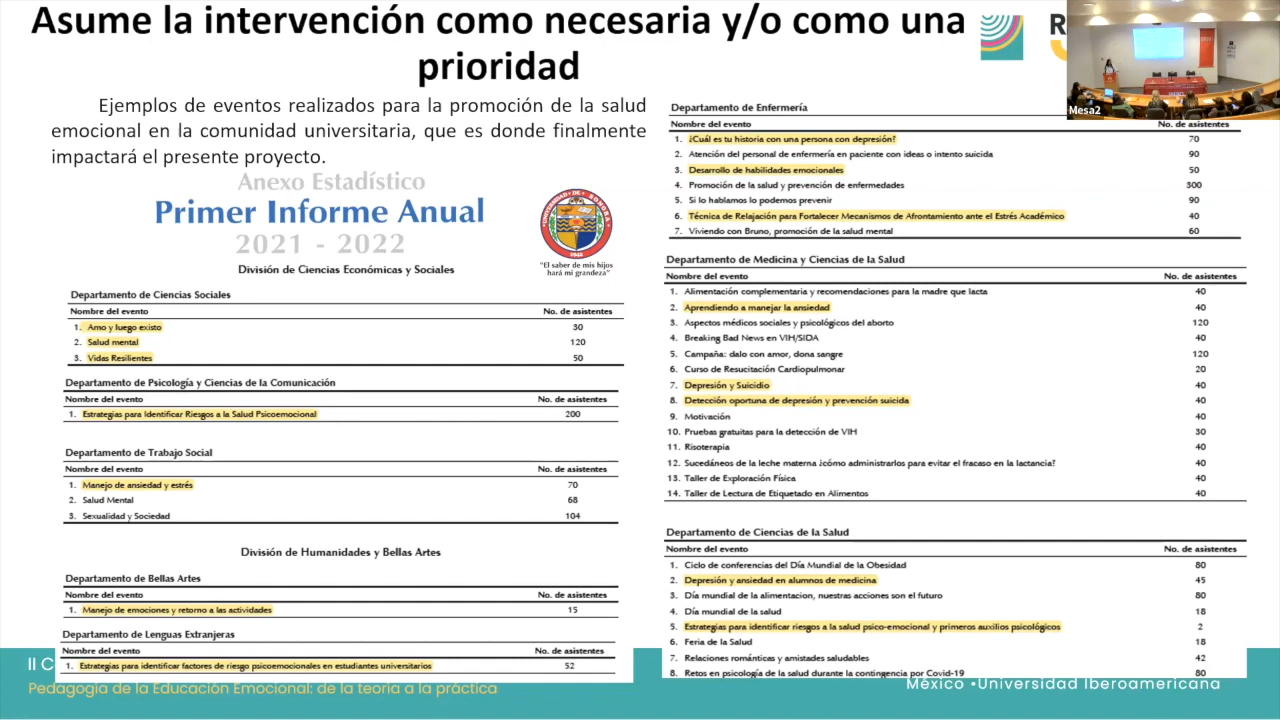 Asume la intervención como necesaria y/o como una
prioridad
Ejemplos de eventos realizados para la promoción de la salud
emocional en la comunidad universitaria, que es donde finalmente
impactará el presente proyecto.
Anexo Estadístico
Primer Informe Anual
2021 - 2022
"El saber de mis hijos
hará mi grandeza"
División de Ciencias Económicas y Sociales
Departamento de Ciencias Sociales
Nombre del evento No. de asistentes
1. Amo y luego existo 30
2. Salud mental 120
3. Vidas Resilientes 50
Departamento de Psicología y Ciencias de la Comunicación
Nombre del evento No. de asistentes
1. Estrategias para Identificar Riesgos a la Salud Psicoemocional 200
Departamento de Trabajo Social
Nombre del evento No. de asistentes
1. Manejo de ansiedad y estrés 70
2. Salud Mental 68
3. Sexualidad y Sociedad 104
División de Humanidades y Bellas Artes
Departamento de Bellas Artes
Nombre del evento No. de asistentes
1. Manejo de emociones y retorno a las actividades 15
Departamento de Lenguas Extranjeras
Nombre del evento No. de asistentes
1. Estrategias para identificar factores de riesgo psicoemocionales en estudiantes universitarios 52
Departamento de Enfermería
Nombre del evento No. de asistentes
1. ¿Cuál es tu historia con una persona con depresión? 70
2. Atención del personal de enfermería en paciente con ideas o intento suicida 90
3. Desarrollo de habilidades emocionales 50
4. Promoción de la salud y prevención de enfermedades 300
5. Si lo hablamos lo podemos prevenir 90
6. Técnica de Relajación para Fortalecer Mecanismos de Afrontamiento ante el Estrés Académico 40
7. Viviendo con Bruno, promoción de la salud mental 60
Departamento de Medicina y Ciencias de la Salud
Nombre del evento No. de asistentes
1. Alimentación complementaria y recomendaciones para la madre que lacta 40
2. Aprendiendo a manejar la ansiedad 40
3. Aspectos médicos sociales y psicológicos del aborto 120
4. Breaking Bad News en VIH/SIDA 40
5. Campaña: dalo con amor, dona sangre 120
6. Curso de Resucitación Cardiopulmonar 20
7. Depresión y Suicidio 40
8. Detección oportuna de depresión y prevención suicida 40
9. Motivación 40
10. Pruebas gratuitas para la detección de VIH 30
11. Risoterapia 40
12. Sucedáneos de la leche materna ¿cómo administrarlos para evitar el fracaso en la lactancia? 40
13. Taller de Exploración Física 40
14. Taller de Lectura de Etiquetado en Alimentos 40
Departamento de Ciencias de la Salud
Nombre del evento No. de asistentes
1. Ciclo de conferencias del Día Mundial de la Obesidad 80
2. Depresión y ansiedad en alumnos de medicina 45
3. Día mundial de la alimentacion, nuestras acciones son el futuro 80
4. Día mundial de la salud 18
5. Estrategias para identificar riesgos a la salud psico-emocional y primeros auxilios psicológicos 2
6. Feria de la Salud 18
7. Relaciones románticas y amistades saludables 42
8. Retos en psicología de la salud durante la contingencia por Covid-19 80
Mesa2
II C
Pedagogía de la Educación Emocional: de la teoría a la práctica
México •Universidad Iberoamericana